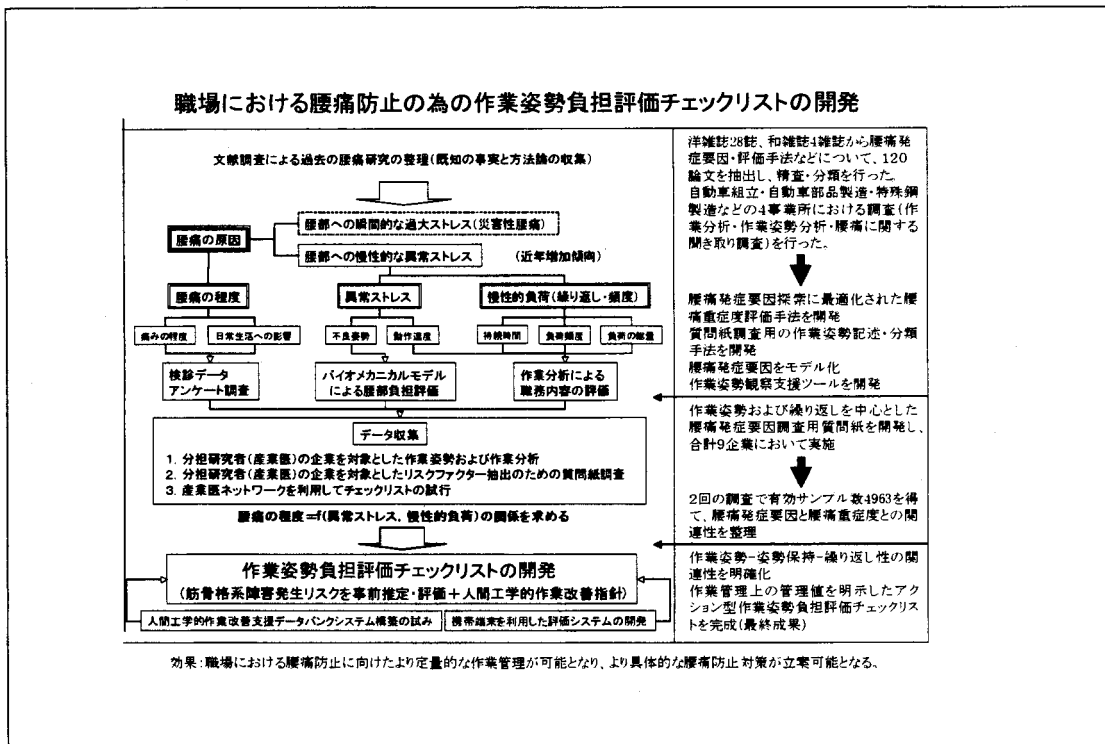 職場における腰痛防止の為の作業姿勢負担評価チェックリストの開発
文献調査による過去の腰痛研究の整理(既知の事実と方法論の収集)
腰痛の原因
腰部への瞬間的な過大ストレス(災害性腰痛)
腰部への慢性的な異常ストレス
(近年増加傾向)
腰痛の程度
異常ストレス
慢性的負荷(繰り返し・頻度)
痛みの程度
日常生活への影響
不良姿勢
動作速度
持続時間
負荷頻度
負荷の総量
検診データ
アンケート調査
バイオメカニカルモデル
による腰部負担評価
作業分析による
職務内容の評価
データ収集
1. 分担研究者(産業医)の企業を対象とした作業姿勢および作業分析
2. 分担研究者(産業医)の企業を対象としたリスクファクター抽出のための質問紙調査
3. 産業医ネットワークを利用してチェックリストの試行
腰痛の程度=f(異常ストレス, 慢性的負荷)の関係を求める
作業姿勢負担評価チェックリストの開発
(筋骨格系障害発生リスクを事前推定・評価+人間工学的作業改善指針)
人間工学的作業改善支援データバンクシステム構築の試み
携帯端末を利用した評価システムの開発
洋雑誌28誌、和雑誌4雑誌から腰痛発
症要因・評価手法などについて、120
論文を抽出し、精査・分類を行った。
自動車組立・自動車部品製造・特殊鋼
製造などの4事業所における調査(作
業分析・作業姿勢分析・腰痛に関する
聞き取り調査)を行った。
腰痛発症要因探索に最適化された腰
痛重症度評価手法を開発
質問紙調査用の作業姿勢記述・分類
手法を開発
腰痛発症要因をモデル化
作業姿勢観察支援ツールを開発
作業姿勢および繰り返しを中心とした
腰痛発症要因調査用質問紙を開発し、
合計9企業において実施
2回の調査で有効サンプル数4963を得
て、腰痛発症要因と腰痛重症度との関
連性を整理
作業姿勢-姿勢保持-繰り返し性の関
連性を明確化
作業管理上の管理値を明示したアク
ション型作業姿勢負担評価チェックリス
トを完成(最終成果)
効果:職場における腰痛防止に向けたより定量的な作業管理が可能となり、より具体的な腰痛防止対策が立案可能となる。